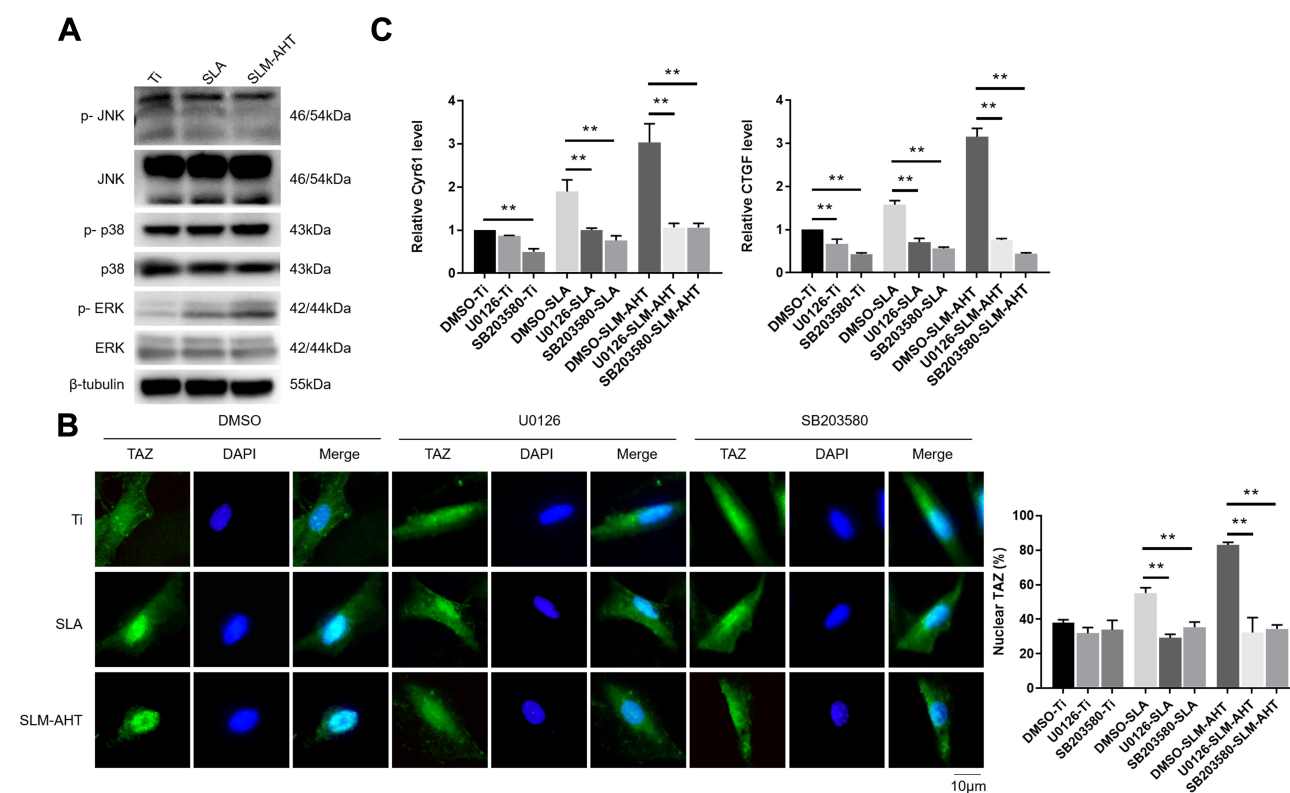 A
Ti
SLA
SLM-AHT
p- JNK
46/54kDa
JNK
46/54kDa
p- p38
43kDa
p38
43kDa
p- ERK
42/44kDa
ERK
42/44kDa
β-tubulin
55kDa
C
Relative Cyr61 level
4
3
2
1
0
**
**
**
**
**
DMSO-Ti
U0126-Ti
SB203580-Ti
DMSO-SLA
U0126-SLA
SB203580-SLA
DMSO-SLM-AHT
U0126-SLM-AHT
SB203580-SLM-AHT
Relative CTGF level
4
3
2
1
0
**
**
**
**
**
**
DMSO-Ti
U0126-Ti
SB203580-Ti
DMSO-SLA
U0126-SLA
SB203580-SLA
DMSO-SLM-AHT
U0126-SLM-AHT
SB203580-SLM-AHT
B
DMSO
U0126
SB203580
TAZ
DAPI
Merge
TAZ
DAPI
Merge
TAZ
DAPI
Merge
Ti
SLA
SLM-AHT
10μm
Nuclear TAZ (%)
100
80
60
40
20
0
**
**
**
**
DMSO-Ti
U0126-Ti
SB203580-Ti
DMSO-SLA
U0126-SLA
SB203580-SLA
DMSO-SLM-AHT
U0126-SLM-AHT
SB203580-SLM-AHT